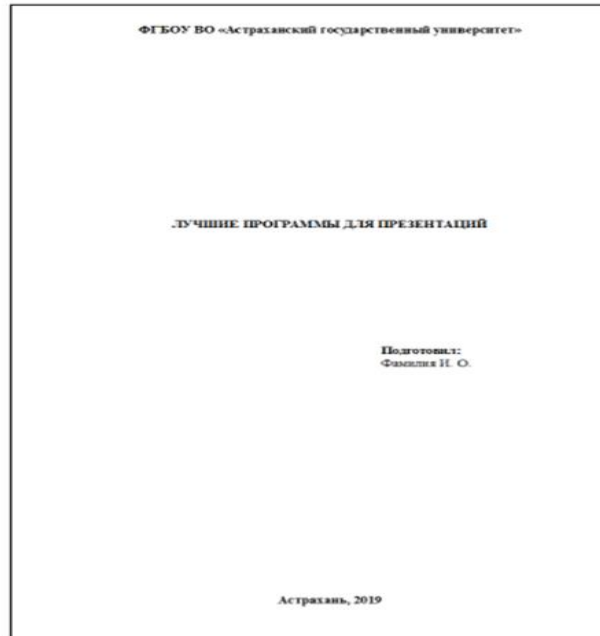 ФГБОУ ВО «Астраханский государственный университет»
ЛУЧШИЕ ПРОГРАММЫ ДЛЯ ПРЕЗЕНТАЦИЙ
Подготовил:
Фамилия И. О.
Астрахань, 2019